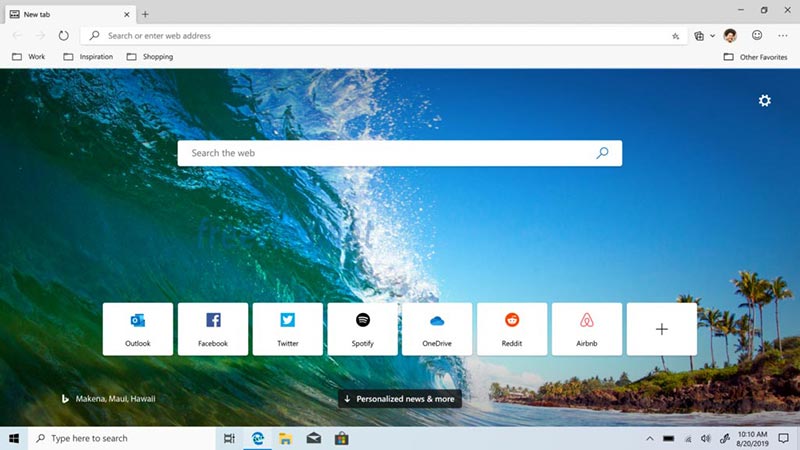 New tab
Search or enter web address
Work
Inspiration
Shopping
Other Favorites
Search the web
Outlook
Facebook
Twitter
Spotify
OneDrive
Reddit
Airbnb
Makena, Maui, Hawaii
Personalized news & more
Type here to search
10:10 AM
8/20/2019